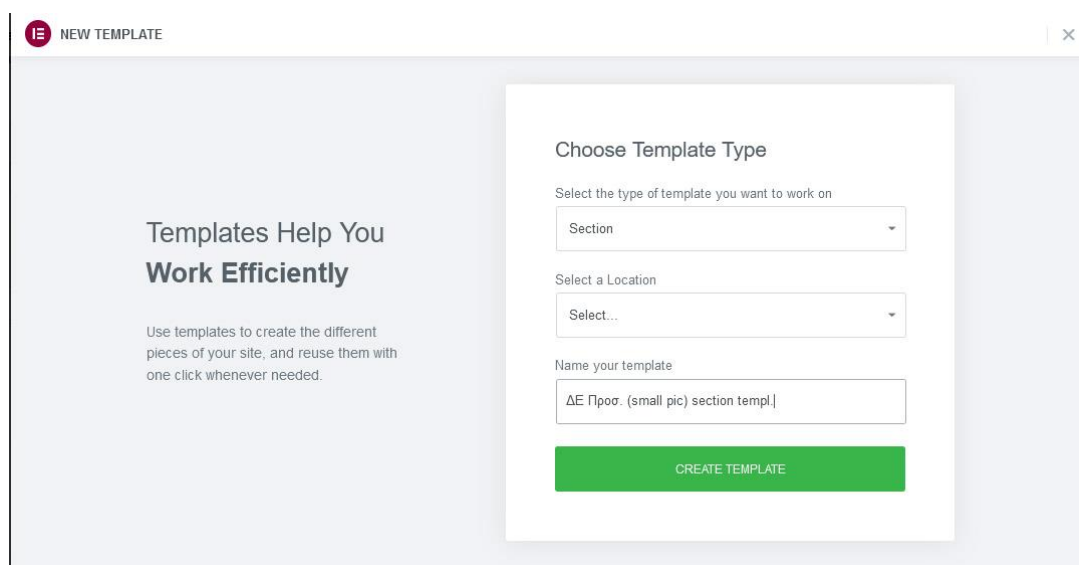 NEW TEMPLATE
Templates Help You
Work Efficiently
Use templates to create the different
pieces of your site, and reuse them with
one click whenever needed.
Choose Template Type
Select the type of template you want to work on
Section
Select a Location
Select...
Name your template
ΔΕ Προσ. (small pic) section templ.
CREATE TEMPLATE